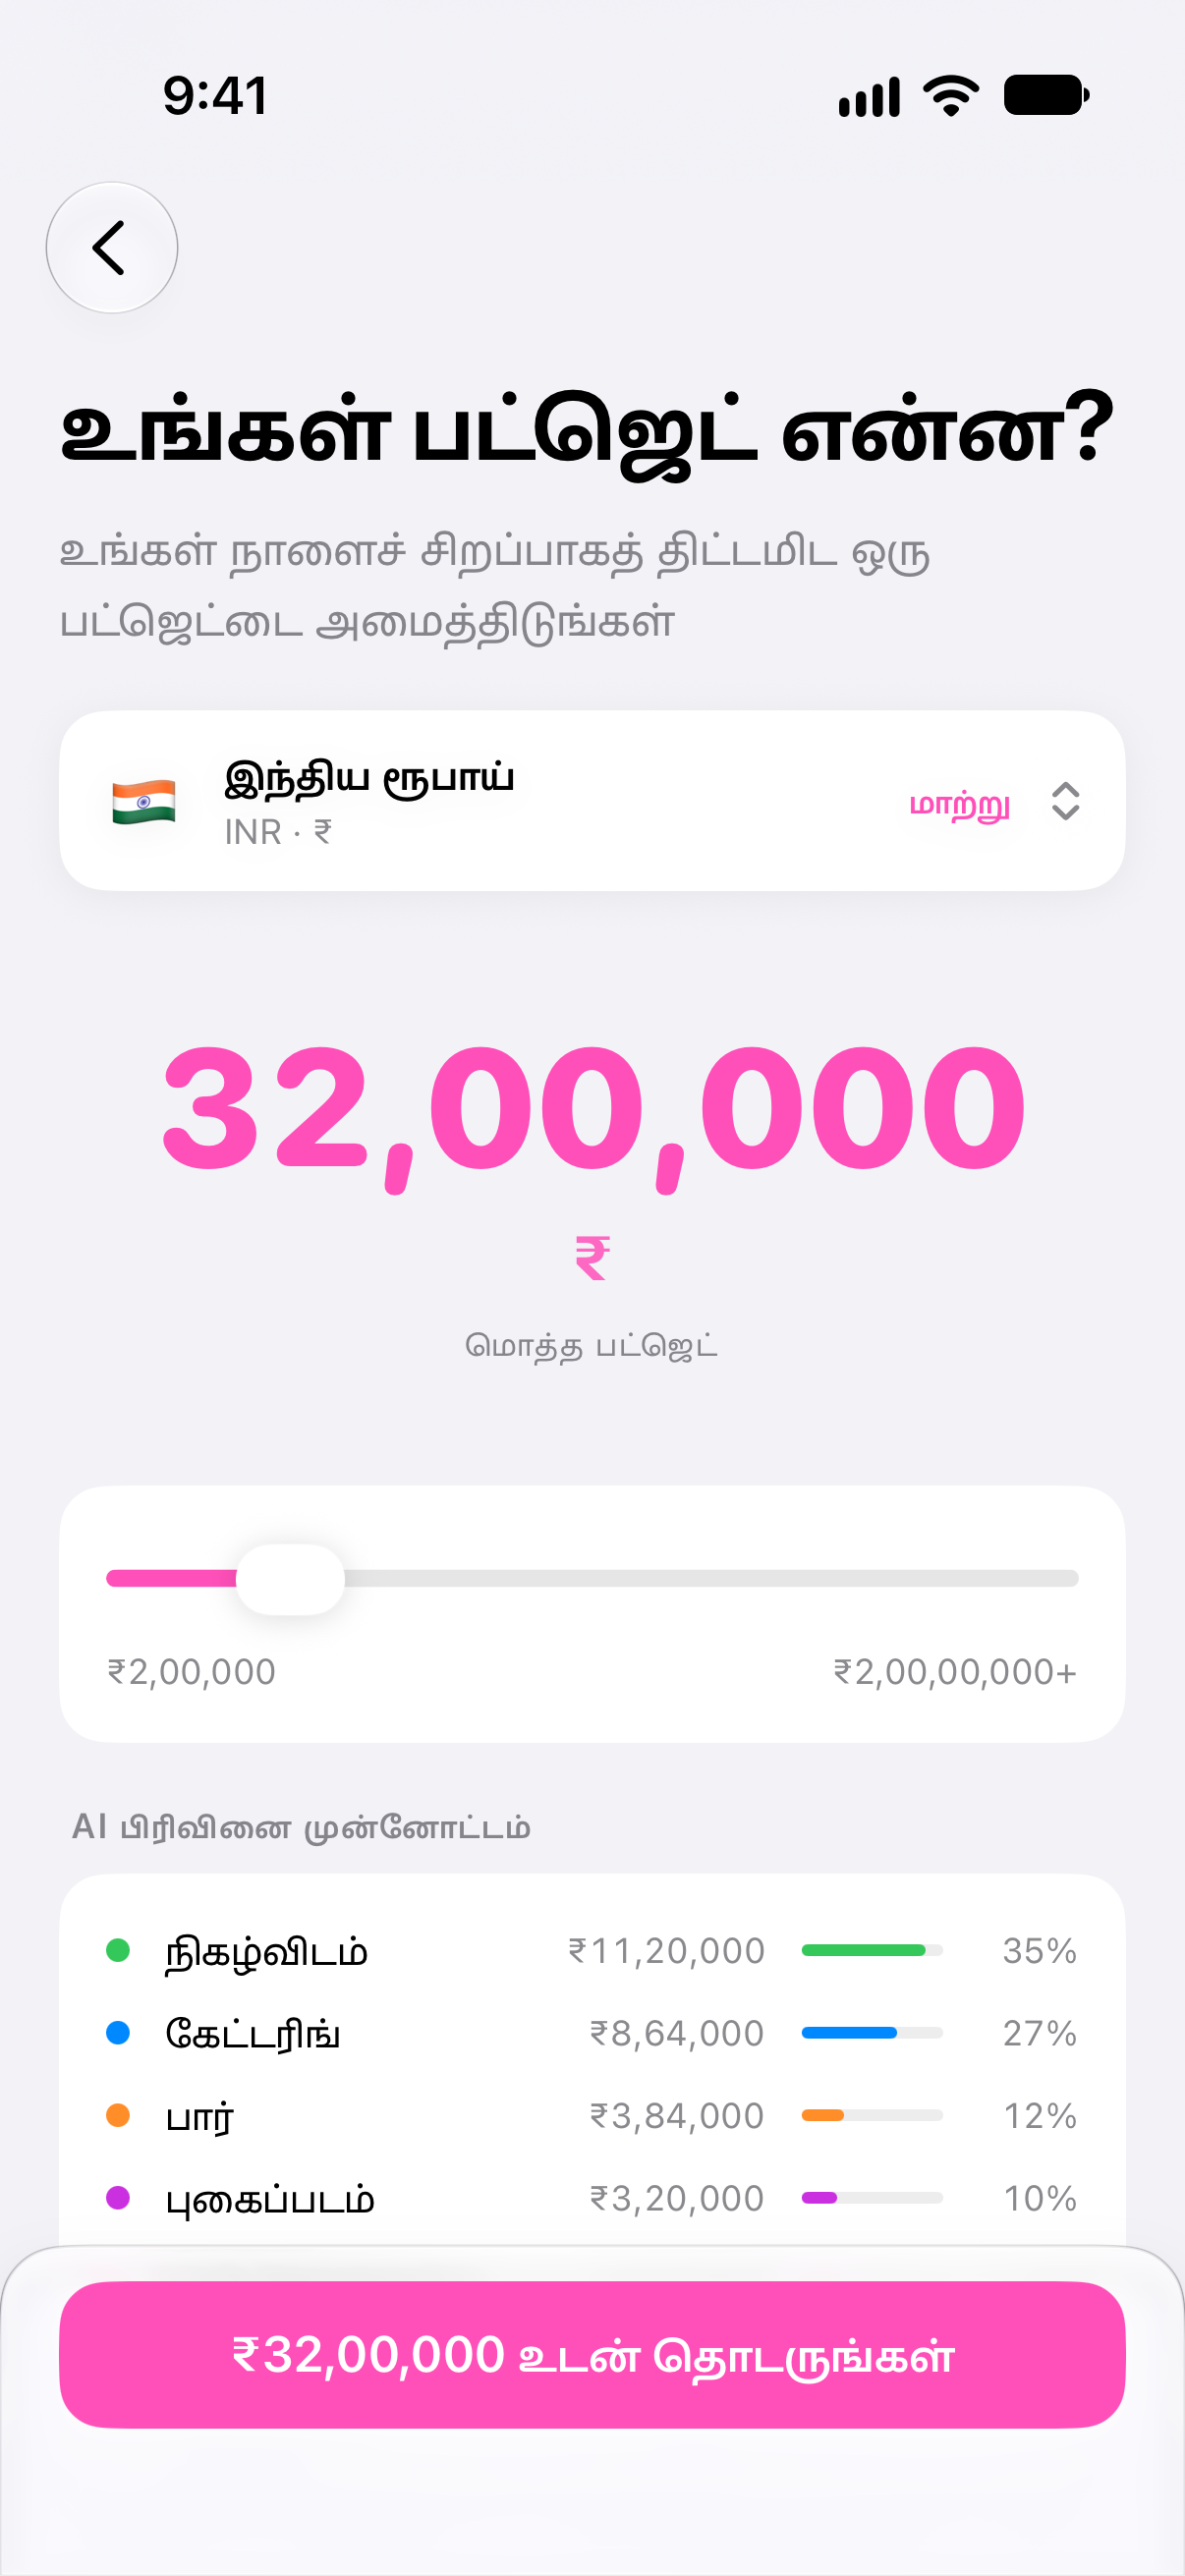 9:41
உங்கள் பட்ஜெட் என்ன?
உங்கள் நாளைச் சிறப்பாகத் திட்டமிட ஒரு
பட்ஜெட்டை அமைத்திடுங்கள்
இந்திய ரூபாய்
INR · ₹
மாற்று
32,00,000
₹
மொத்த பட்ஜெட்
₹2,00,000 ₹2,00,00,000+
AI பிரிவினை முன்னோட்டம்
நிகழ்விடம் ₹11,20,000 35%
கேட்டரிங் ₹8,64,000 27%
பார் ₹3,84,000 12%
புகைப்படம் ₹3,20,000 10%
₹32,00,000 உடன் தொடருங்கள்